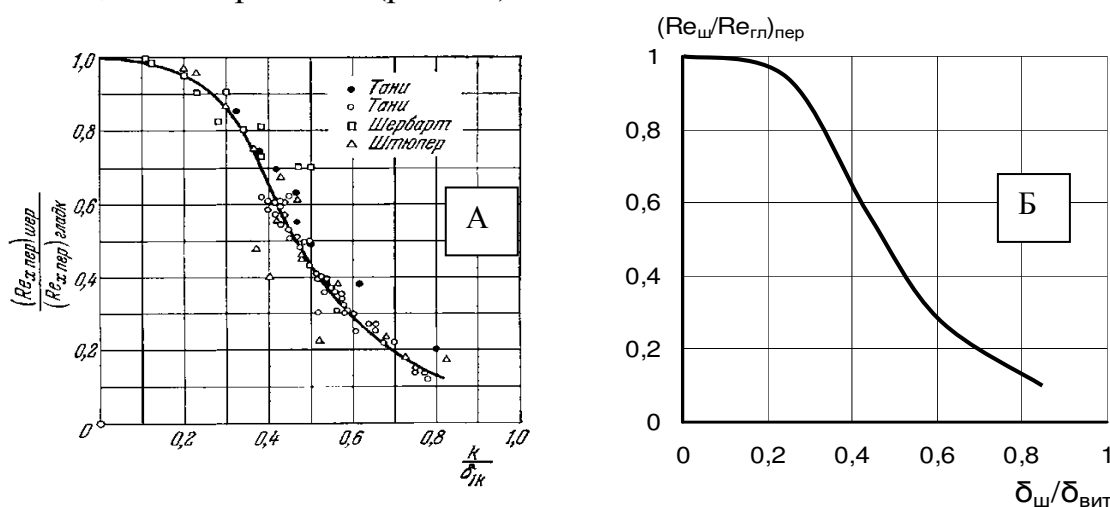 1,0
0,8
0,6
0,4
0,2
0
0,2
0,4
0,6
0,8
1,0
(Re x пер) шер
(Re x пер) гладк
k
δ1k
Тани
Тани
Шербарт
Штюпер
А
(Reш/Reгл)пер
1
0,8
0,6
0,4
0,2
0
0 0,2 0,4 0,6 0,8 1
δш/δвит
Б